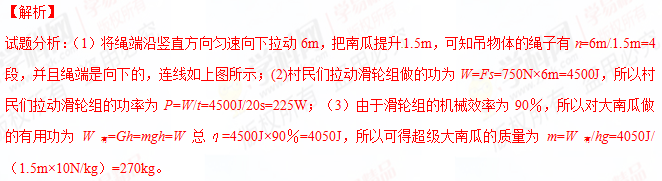 【解析】
试题分析：（1）将绳端沿竖直方向匀速向下拉动 6m，把南瓜提升1.5m，可知吊物体的绳子有 n=6m/1.5m=4
段，并且绳端是向下的，连线如上图所示；(2)村民们拉动滑轮组做的功为 W=Fs=750N×6m=4500J，所以村
民们拉动滑轮组的功率为 P=W/t=4500J/20s=225W；（3）由于滑轮组的机械效率为 90％，所以对大南瓜做
的有用功为 W =Gh=mgh=W 总 η=4500J×90％=4050J，所以可得超级大南瓜的质量为 m=W /hg=4050J/
（1.5m×10N/kg）=270kg。